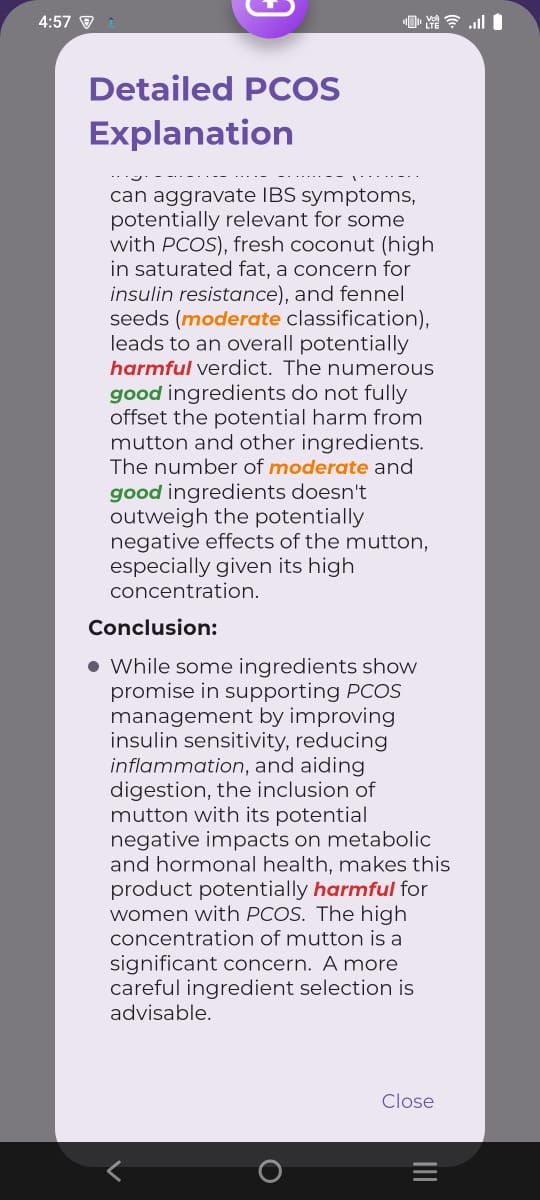 4:57
Vo)
LTE
Detailed PCOS
Explanation
can aggravate IBS symptoms,
potentially relevant for some
with PCOS), fresh coconut (high
in saturated fat, a concern for
insulin resistance), and fennel
seeds (moderate classification),
leads to an overall potentially
harmful verdict.  The numerous
good ingredients do not fully
offset the potential harm from
mutton and other ingredients.
The number of moderate and
good ingredients doesn't
outweigh the potentially
negative effects of the mutton,
especially given its high
concentration.
Conclusion:
While some ingredients show
promise in supporting PCOS
management by improving
insulin sensitivity, reducing
inflammation, and aiding
digestion, the inclusion of
mutton with its potential
negative impacts on metabolic
and hormonal health, makes this
product potentially harmful for
women with PCOS.  The high
concentration of mutton is a
significant concern.  A more
careful ingredient selection is
advisable.
Close